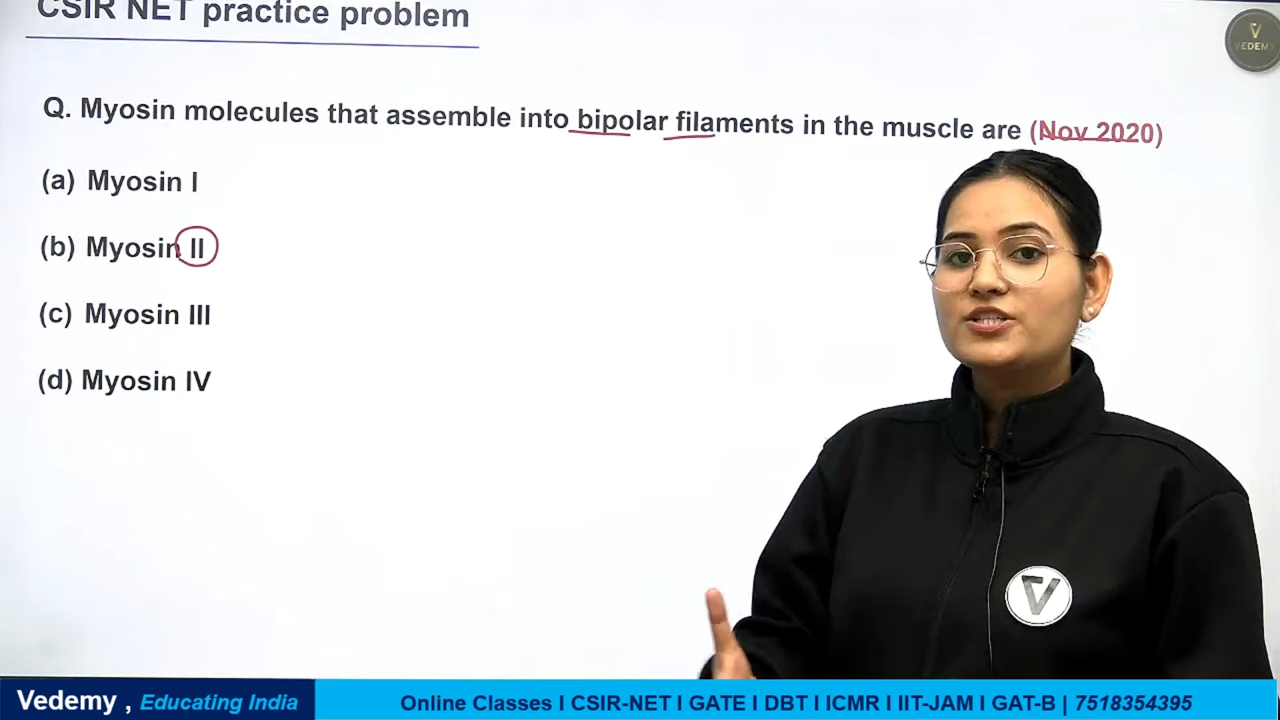 CSIR NET practice problem
VEDEMY
Q. Myosin molecules that assemble into bipolar filaments in the muscle are (Nov 2020)
(a) Myosin I
(b) Myosin II
(c) Myosin III
(d) Myosin IV
Vedemy , Educating India
Online Classes I CSIR-NET I GATE I DBT I ICMR I IIT-JAM I GAT-B | 7518354395